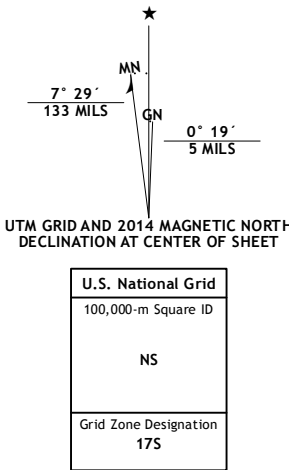 ★
MN
7° 29´
133 MILS
GN
0° 19´
5 MILS
UTM GRID AND 2014 MAGNETIC NORTH
DECLINATION AT CENTER OF SHEET
U.S. National Grid
100,000-m Square ID
NS
Grid Zone Designation
17S